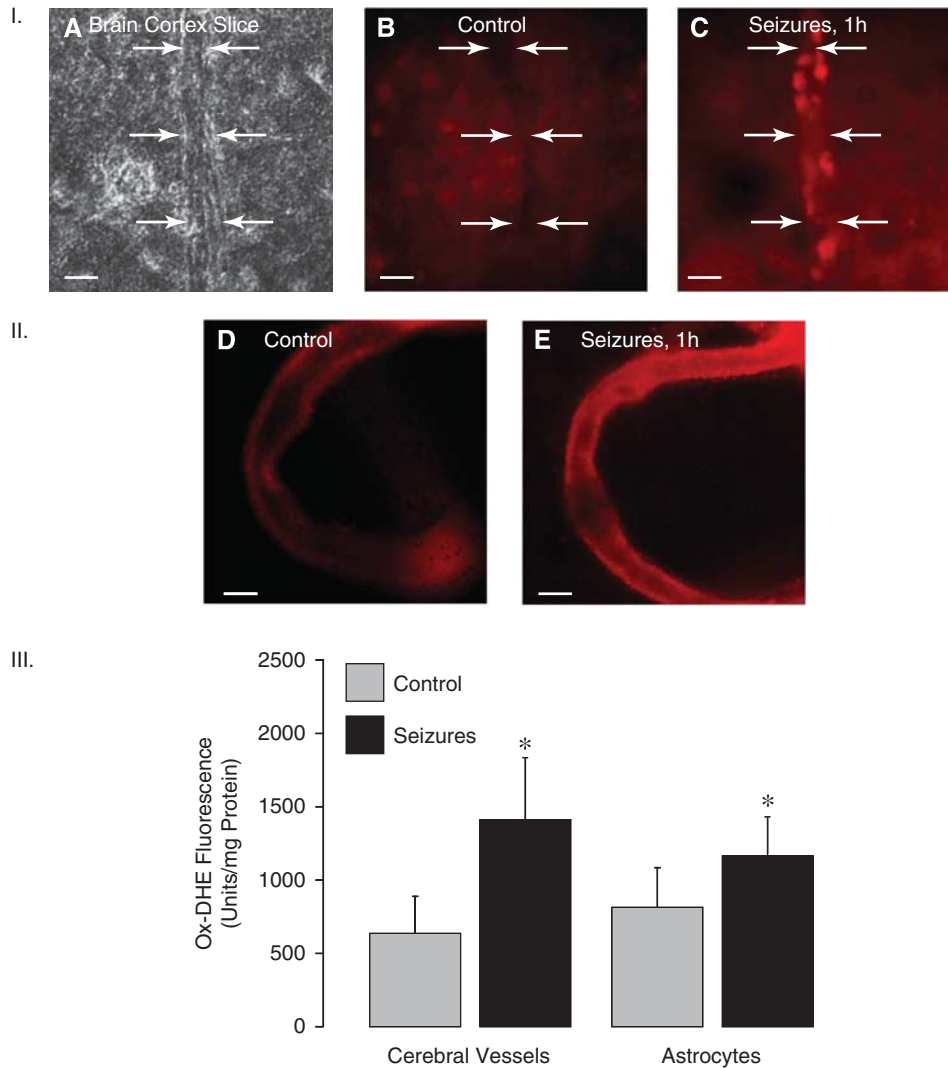 I.
A Brain Cortex Slice
B Control
C Seizures, 1h
II.
D Control
E Seizures, 1h
III.
Ox-DHE Fluorescence
(Units/mg Protein)
2500
2000
1500
1000
500
0
Control
Seizures
*
*
Cerebral Vessels
Astrocytes